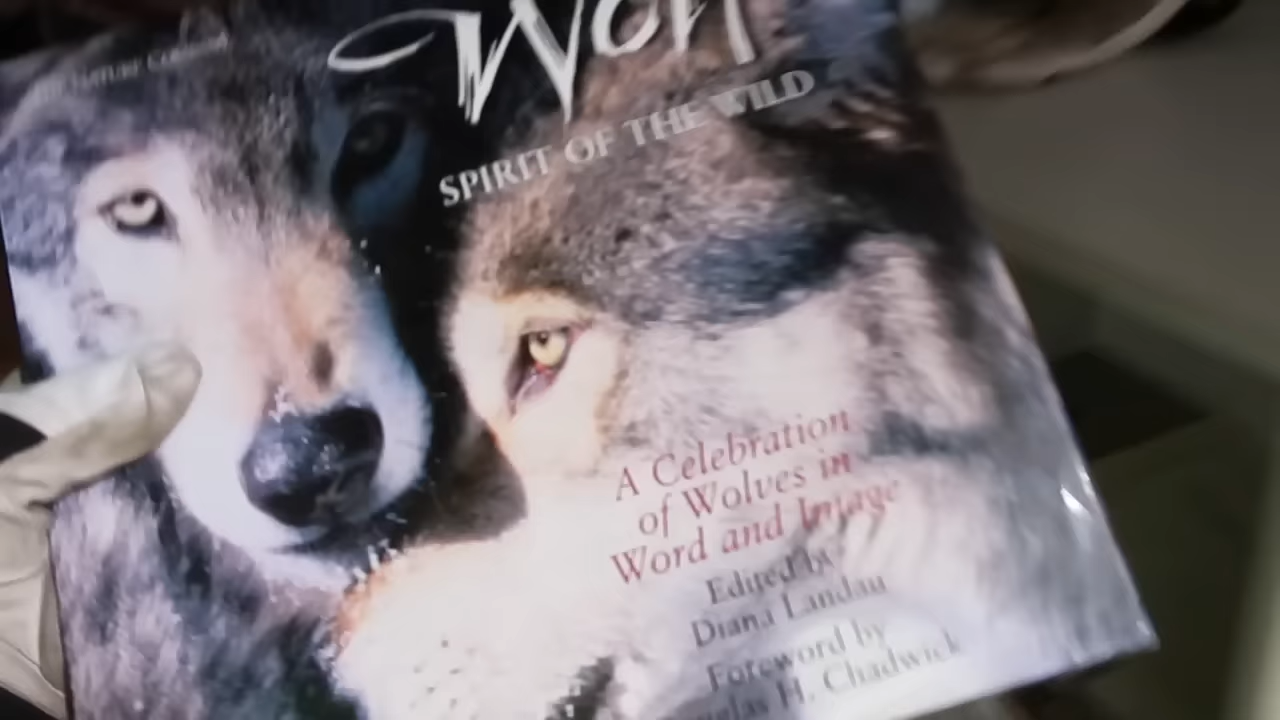 Wolf
SPIRIT OF THE WILD
A Celebration
of Wolves in
Word and Image
Edited by
Diana Landau
Foreword by
H. Chadwick